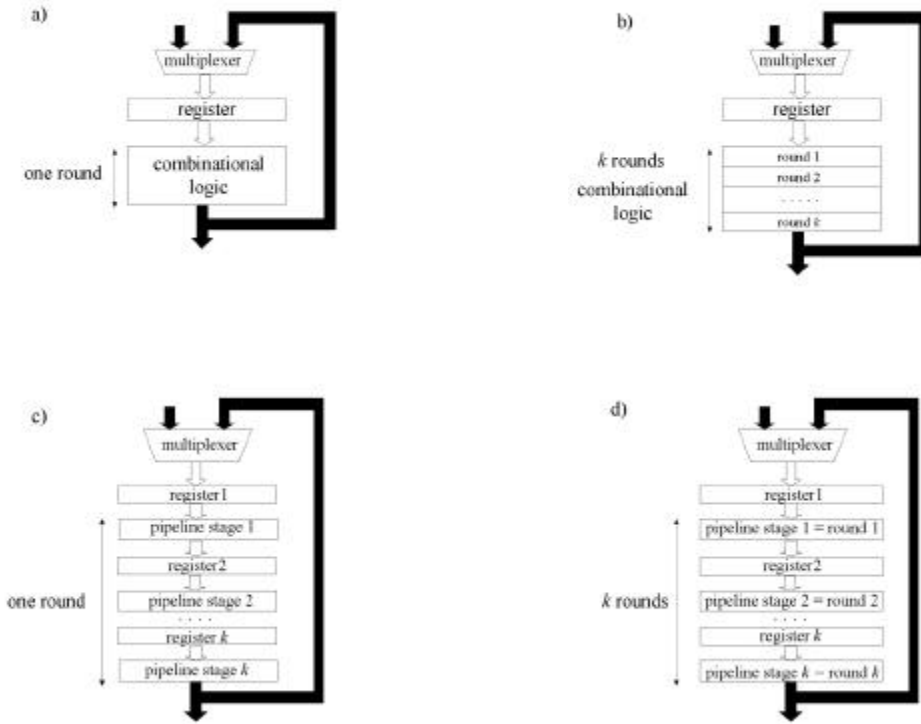 a)
multiplexer
register
one round
combinational
logic
b)
multiplexer
register
k rounds
combinational
logic
round 1
round 2
. . . . .
round k
c)
multiplexer
register1
pipeline stage 1
register2
one round
pipeline stage 2
. . . .
register k
pipeline stage k
d)
multiplexer
register1
pipeline stage 1 = round 1
register2
k rounds
pipeline stage 2 = round 2
. . . .
register k
pipeline stage k = round k